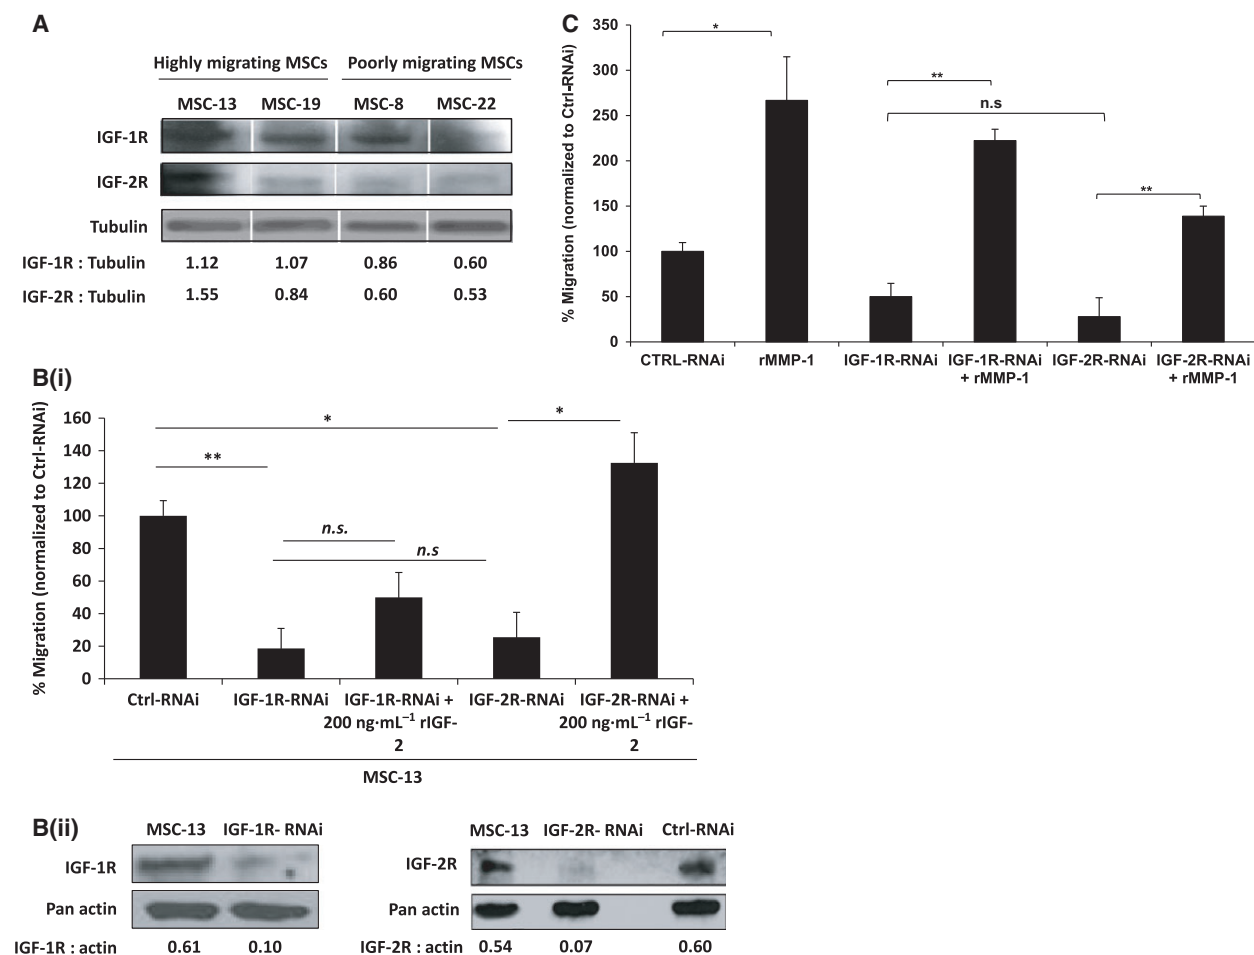 A
Highly migrating MSCs Poorly migrating MSCs
MSC-13 MSC-19 MSC-8 MSC-22
IGF-1R
IGF-2R
Tubulin
IGF-1R : Tubulin 1.12 1.07 0.86 0.60
IGF-2R : Tubulin 1.55 0.84 0.60 0.53
C
% Migration (normalized to Ctrl-RNAi)
350
300
250
200
150
100
50
0
*
**
n.s
**
CTRL-RNAi rMMP-1 IGF-1R-RNAi IGF-1R-RNAi IGF-2R-RNAi IGF-2R-RNAi
+ rMMP-1 + rMMP-1
B(i)
% Migration (normalized to Ctrl-RNAi)
160
140
120
100
80
60
40
20
0
*
*
**
n.s.
n.s
Ctrl-RNAi IGF-1R-RNAi IGF-1R-RNAi + IGF-2R-RNAi IGF-2R-RNAi +
200 ng·mL⁻¹ rIGF- 200 ng·mL⁻¹ rIGF-
2 2
MSC-13
B(ii)
MSC-13 IGF-1R- RNAi
IGF-1R
Pan actin
IGF-1R : actin 0.61 0.10
MSC-13 IGF-2R- RNAi Ctrl-RNAi
IGF-2R
Pan actin
IGF-2R : actin 0.54 0.07 0.60